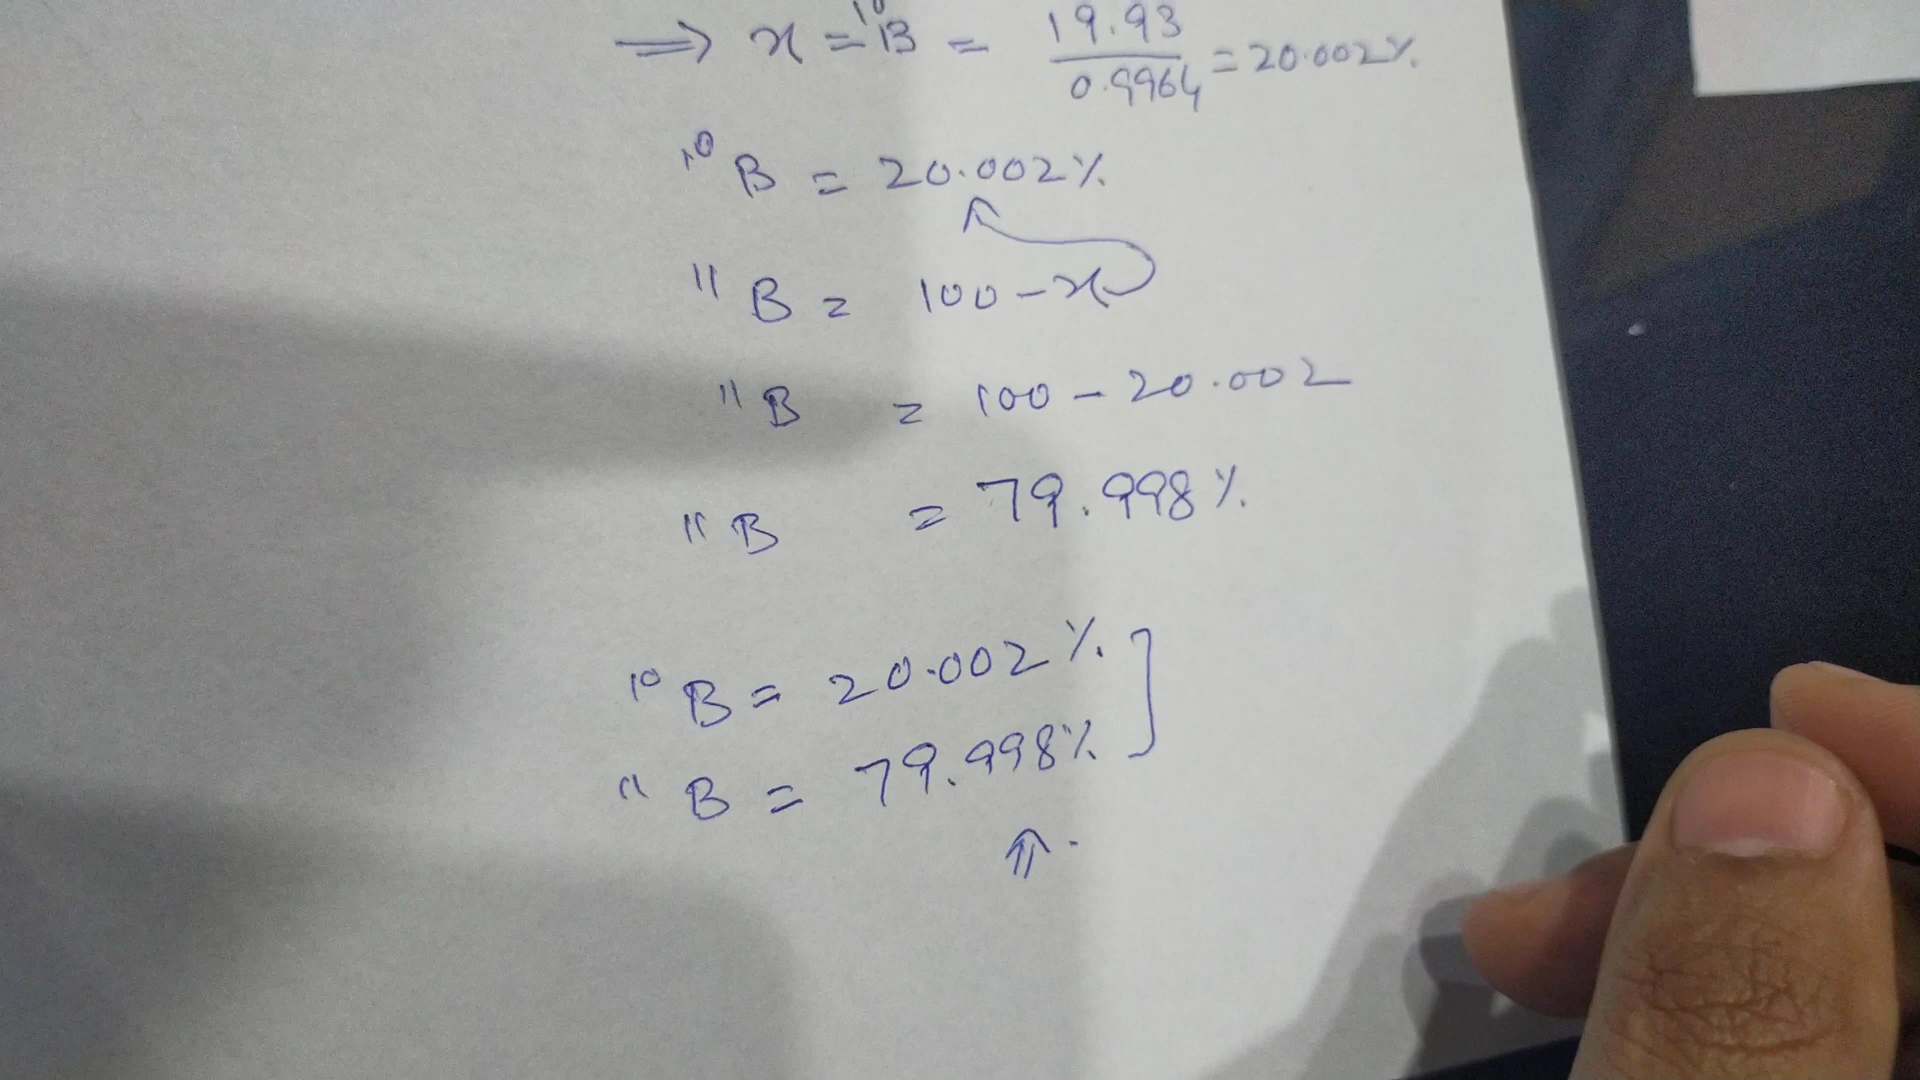 ⟹ x = ¹⁰B = 19.93 / 0.9964 = 20.002%
¹⁰B = 20.002%
¹¹B = 100 - x
¹¹B = 100 - 20.002
¹¹B = 79.998%
¹⁰B = 20.002%
¹¹B = 79.998%